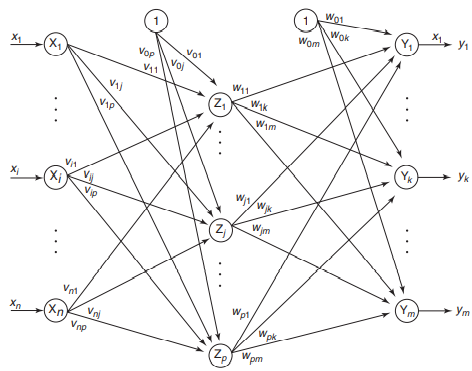 1
1
x1
X1
v0p
v01
v0j
v11
v1j
v1p
w01
w0k
w0m
Y1
x1
y1
Z1
w11
w1k
w1m
xi
Xi
vi1
vij
vip
Yk
yk
Zj
wj1
wjk
wjm
xn
Xn
vn1
vnj
vnp
Zp
wp1
wpk
wpm
Ym
ym